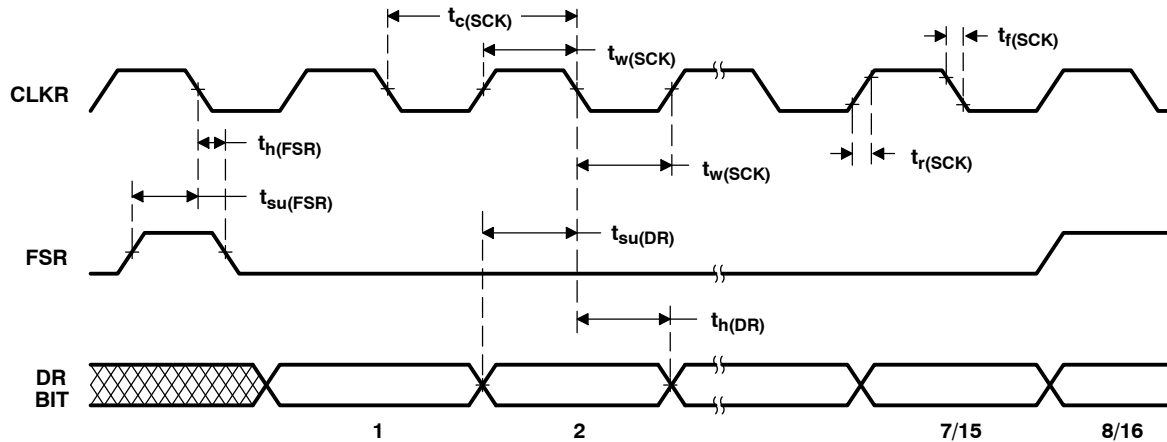 tc(SCK)
tw(SCK)
tf(SCK)
CLKR
th(FSR)
tr(SCK)
tw(SCK)
tsu(FSR)
tsu(DR)
FSR
th(DR)
DR
BIT
1 2 7/15 8/16